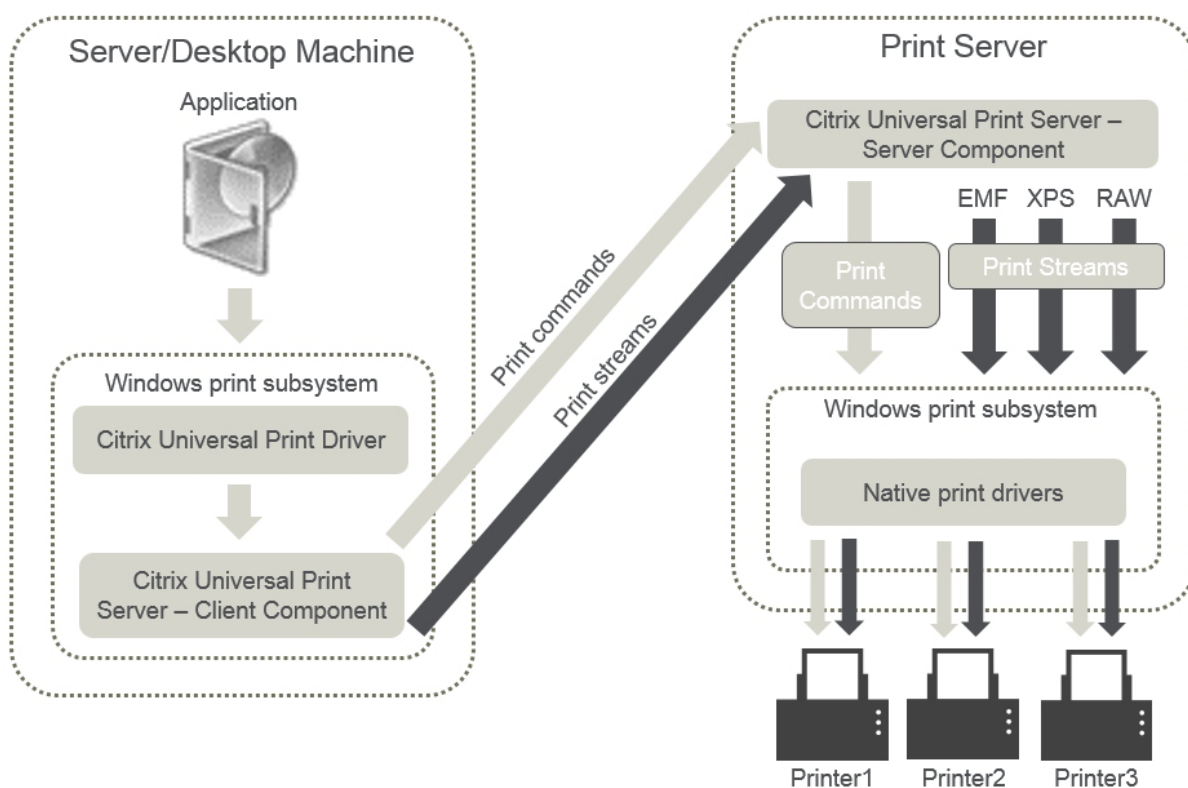 Server/Desktop Machine
Application
Windows print subsystem
Citrix Universal Print Driver
Citrix Universal Print
Server – Client Component
Print commands
Print streams
Print Server
Citrix Universal Print Server –
Server Component
EMF XPS RAW
Print
Commands
Print Streams
Windows print subsystem
Native print drivers
Printer1 Printer2 Printer3